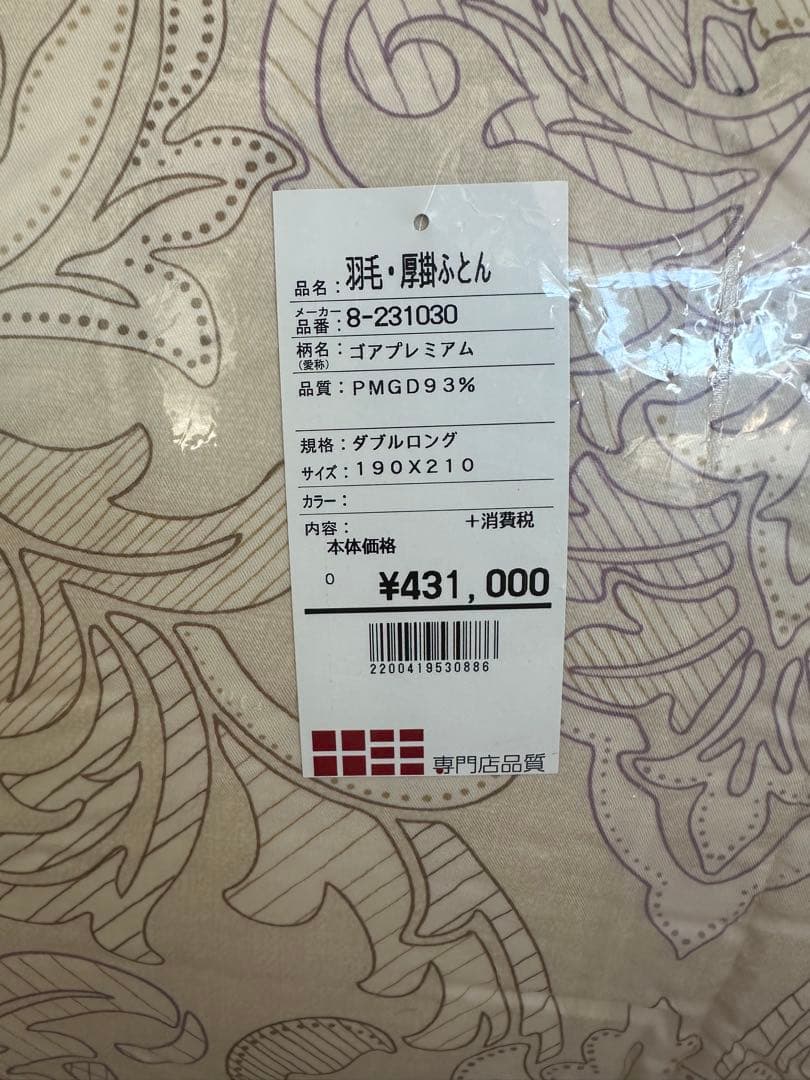 品名：羽毛・厚掛ふとん
メーカー品番：8-231030
柄名：ゴアプレミアム
(愛称)
品質：PMGD93%
規格：ダブルロング
サイズ：190X210
カラー：
内容：
+消費税
本体価格
0 ¥431,000
2200419530886
専門店品質